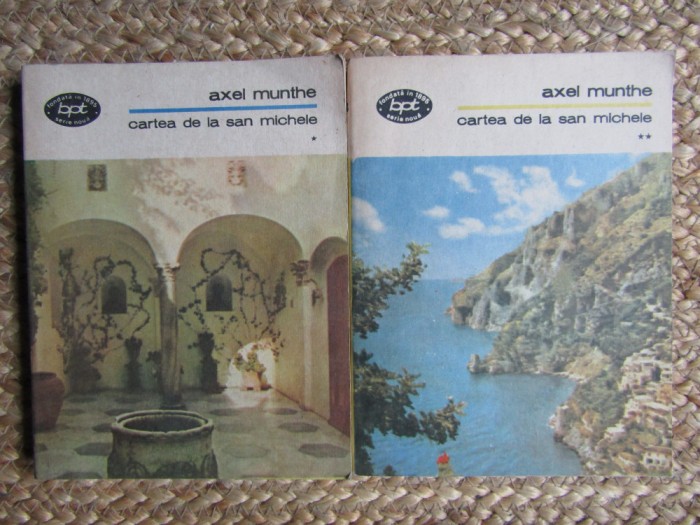 fondată în 1895
bpt
serie nouă
axel munthe
cartea de la san michele
*
fondată în 1895
bpt
serie nouă
axel munthe
cartea de la san michele
**